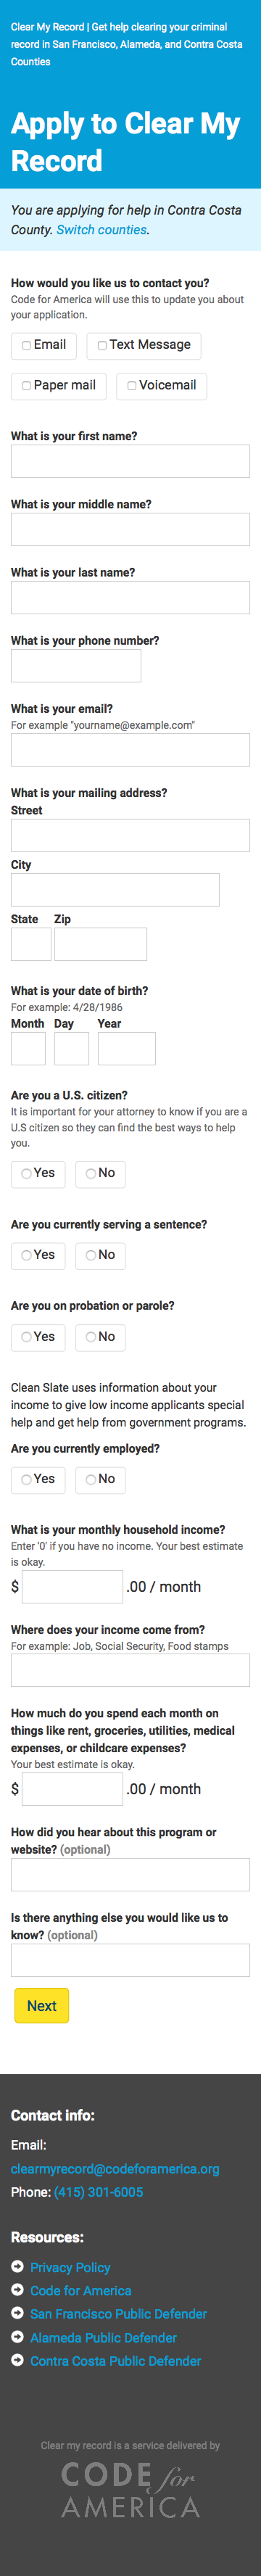 Clear My Record | Get help clearing your criminal
record in San Francisco, Alameda, and Contra Costa
Counties
Apply to Clear My
Record
You are applying for help in Contra Costa
County. Switch counties.
How would you like us to contact you?
Code for America will use this to update you about
your application.
Email
Text Message
Paper mail
Voicemail
What is your first name?
What is your middle name?
What is your last name?
What is your phone number?
What is your email?
For example "yourname@example.com"
What is your mailing address?
Street
City
State Zip
What is your date of birth?
For example: 4/28/1986
Month Day Year
Are you a U.S. citizen?
It is important for your attorney to know if you are a
U.S citizen so they can find the best ways to help
you.
Yes No
Are you currently serving a sentence?
Yes No
Are you on probation or parole?
Yes No
Clean Slate uses information about your
income to give low income applicants special
help and get help from government programs.
Are you currently employed?
Yes No
What is your monthly household income?
Enter '0' if you have no income. Your best estimate
is okay.
$ .00 / month
Where does your income come from?
For example: Job, Social Security, Food stamps
How much do you spend each month on
things like rent, groceries, utilities, medical
expenses, or childcare expenses?
Your best estimate is okay.
$ .00 / month
How did you hear about this program or
website? (optional)
Is there anything else you would like us to
know? (optional)
Next
Contact info:
Email:
clearmyrecord@codeforamerica.org
Phone: (415) 301-6005
Resources:
Privacy Policy
Code for America
San Francisco Public Defender
Alameda Public Defender
Contra Costa Public Defender
Clear my record is a service delivered by
CODE for
AMERICA